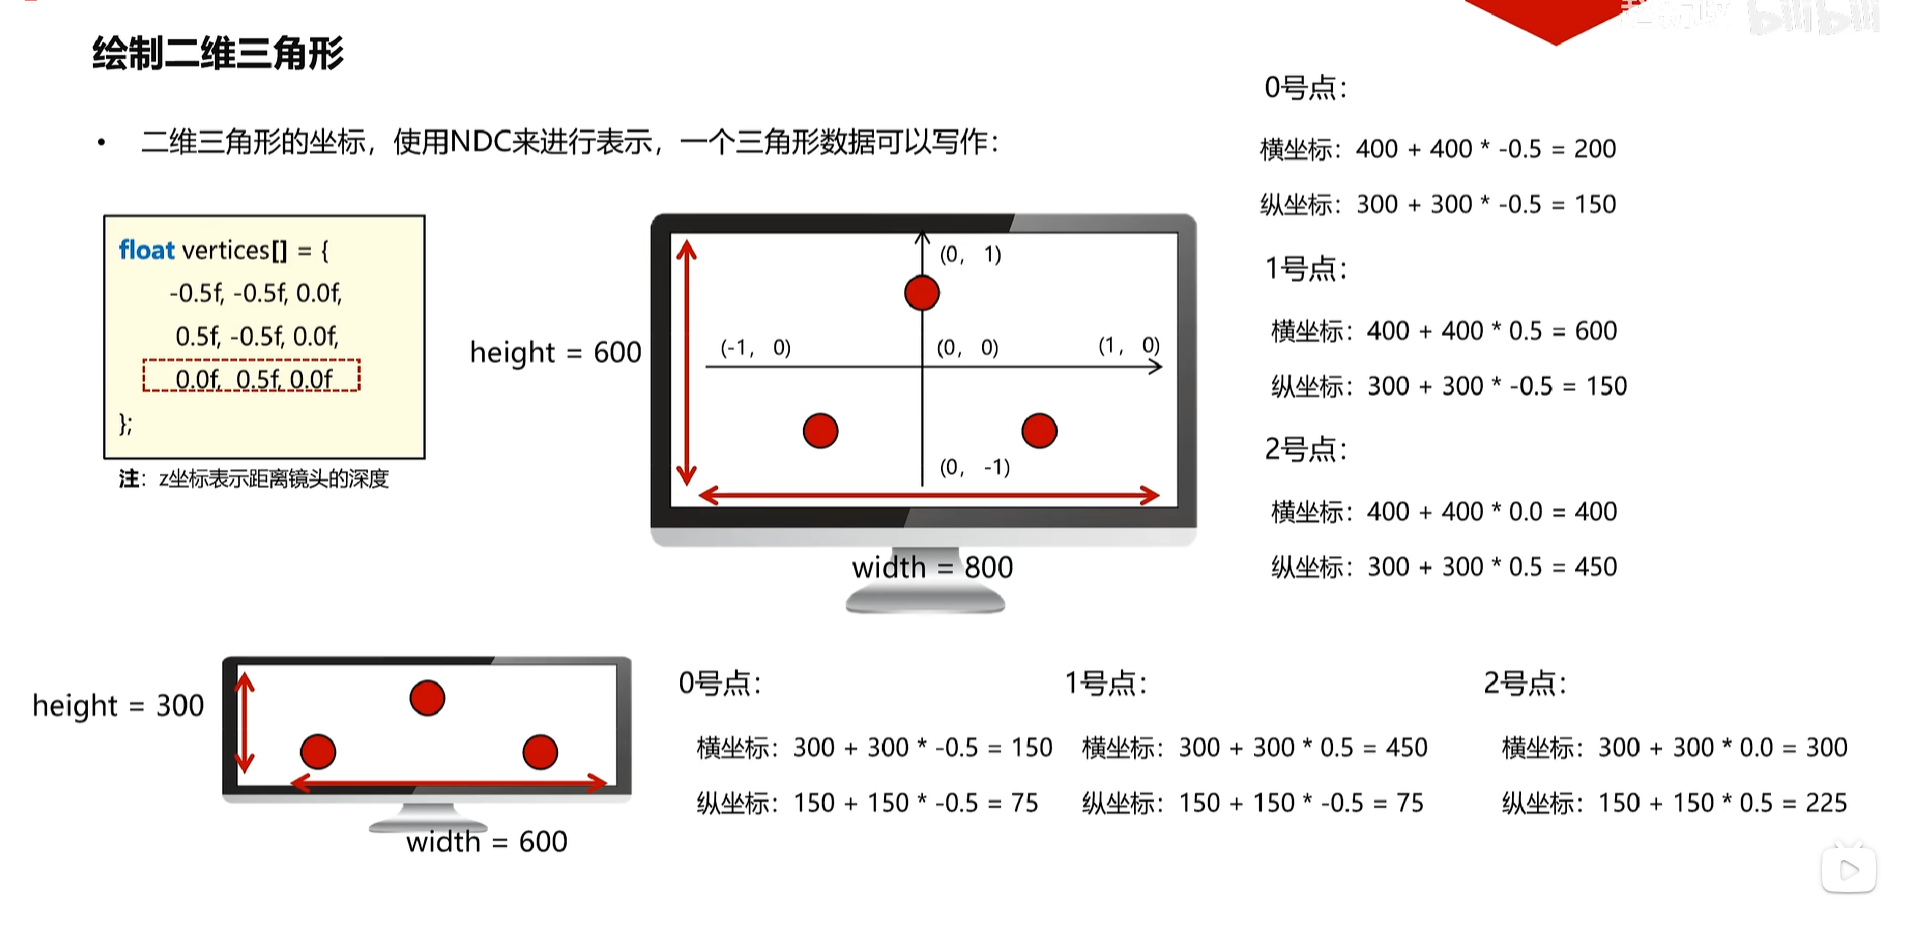 bilibili
绘制二维三角形
• 二维三角形的坐标，使用NDC来进行表示，一个三角形数据可以写作：
float vertices[] = {
-0.5f, -0.5f, 0.0f,
0.5f, -0.5f, 0.0f,
0.0f, 0.5f, 0.0f
};
注：z坐标表示距离镜头的深度
height = 600
(0, 1)
(-1, 0)
(0, 0)
(1, 0)
(0, -1)
width = 800
0号点：
横坐标：400 + 400 * -0.5 = 200
纵坐标：300 + 300 * -0.5 = 150
1号点：
横坐标：400 + 400 * 0.5 = 600
纵坐标：300 + 300 * -0.5 = 150
2号点：
横坐标：400 + 400 * 0.0 = 400
纵坐标：300 + 300 * 0.5 = 450
height = 300
width = 600
0号点：
横坐标：300 + 300 * -0.5 = 150
纵坐标：150 + 150 * -0.5 = 75
1号点：
横坐标：300 + 300 * 0.5 = 450
纵坐标：150 + 150 * -0.5 = 75
2号点：
横坐标：300 + 300 * 0.0 = 300
纵坐标：150 + 150 * 0.5 = 225